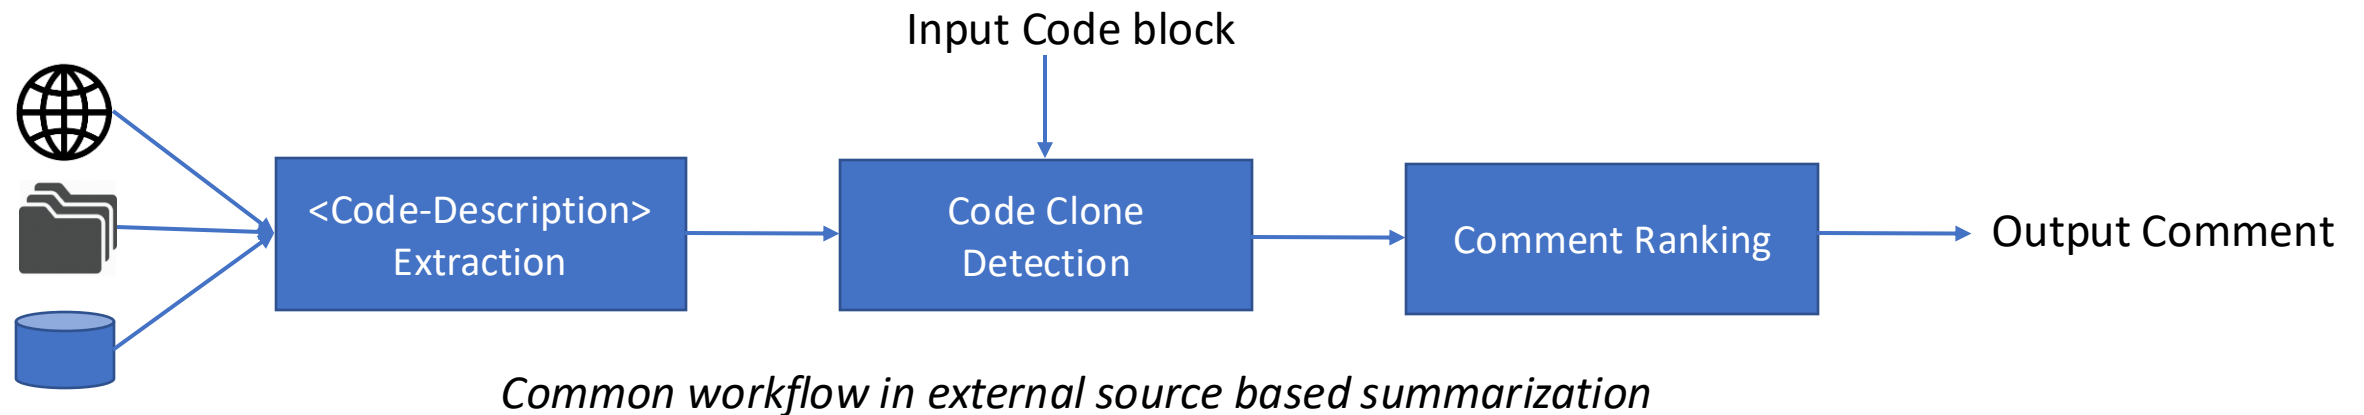 Input Code block
<Code-Description>
Extraction
Code Clone
Detection
Comment Ranking
Output Comment
Common workflow in external source based summarization